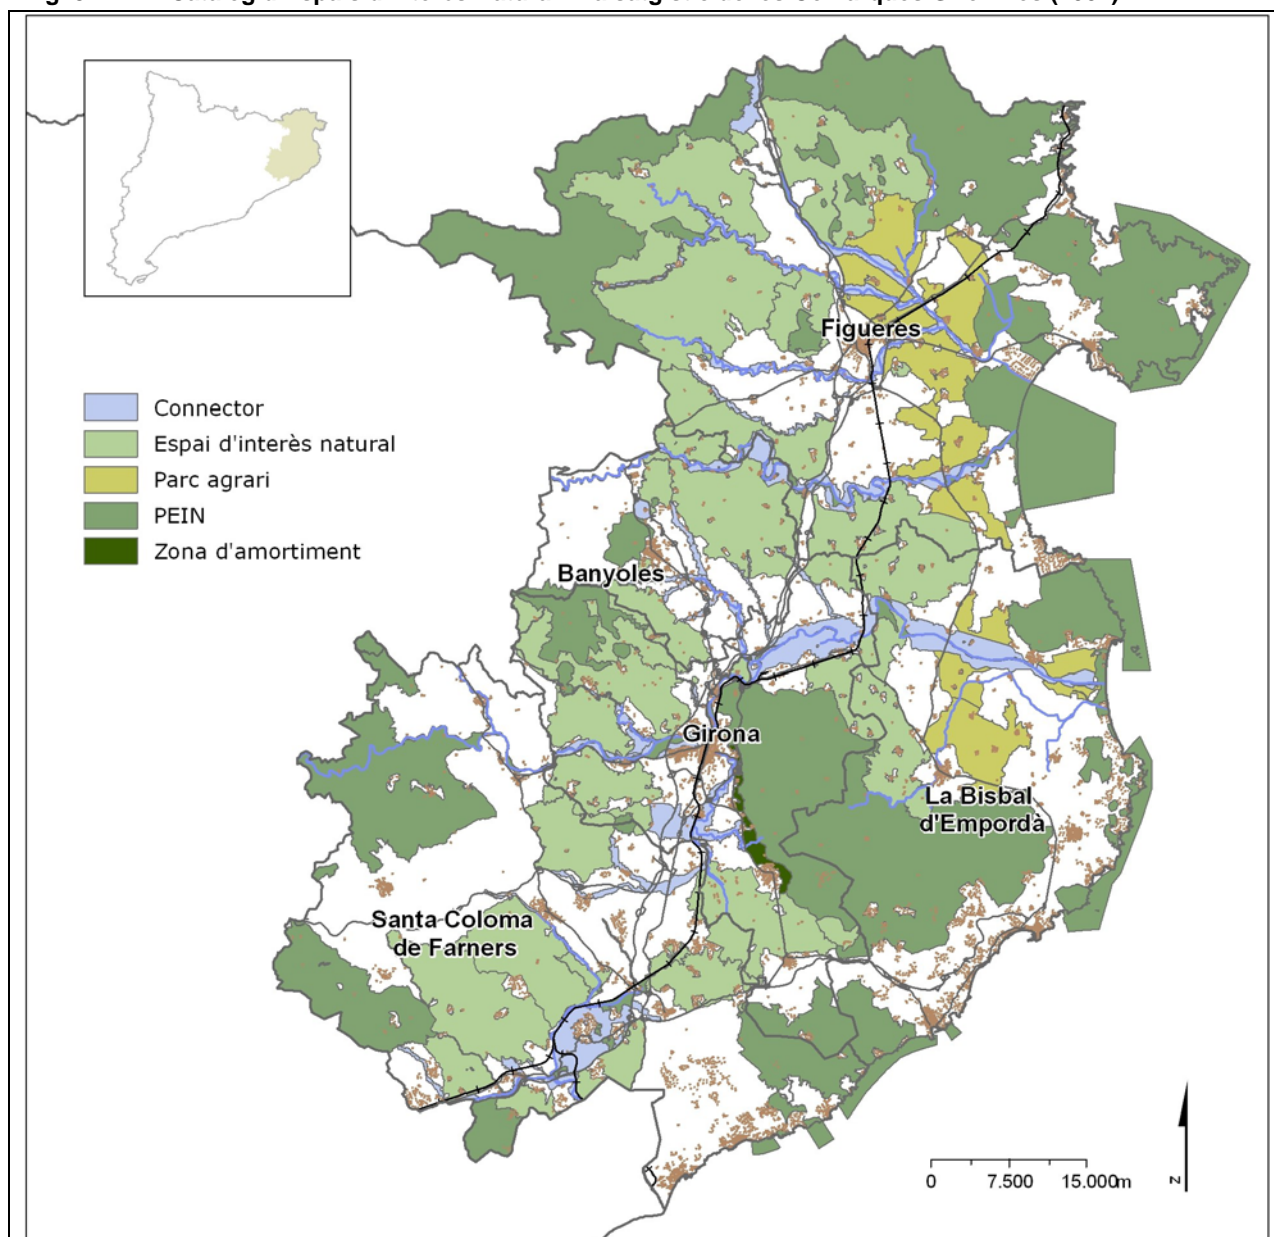 Figueres
Connector
Espai d'interès natural
Parc agrari
PEIN
Zona d'amortiment
Banyoles
Girona
La Bisbal
d'Empordà
Santa Coloma
de Farners
0 7.500 15.000m
N